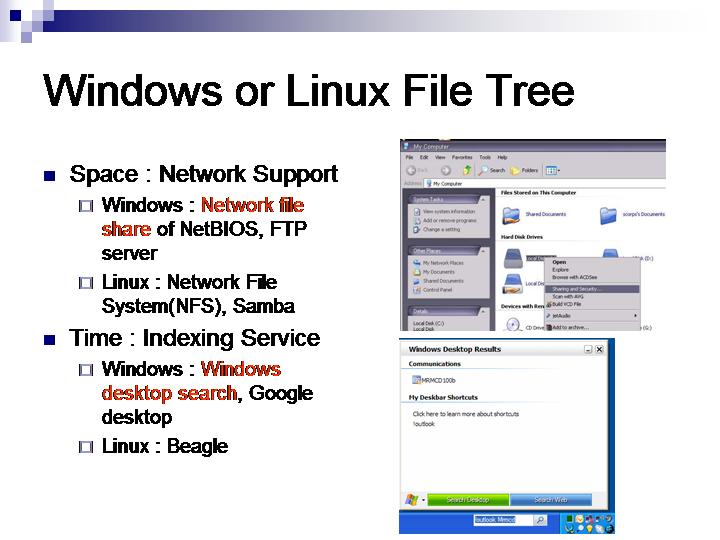 Windows or Linux File Tree
Space : Network Support
Windows : Network file
share of NetBIOS, FTP
server
Linux : Network File
System(NFS), Samba
Time : Indexing Service
Windows : Windows
desktop search, Google
desktop
Linux : Beagle
My Computer
File Edit View Favorites Tools Help
Back Search Folders
Address My Computer
System Tasks
View system information
Add or remove programs
Change a setting
Other Places
My Network Places
My Documents
Shared Documents
Control Panel
Details
Local Disk (C:)
Local Disk
Files Stored on This Computer
Shared Documents
scorpo's Documents
Hard Disk Drives
Local D
(D:)
Local D
Devices with Rem
CD Drive
Open
Explore
Browse with ACDSee
Sharing and Security...
Scan with AVG
Build VCD File
jetAudio
Add to archive...
Windows Desktop Results
Communications
MRMCD100b
My Deskbar Shortcuts
Click here to learn more about shortcuts
!outlook
Search Desktop
Search Web
!outlook Mrmcd